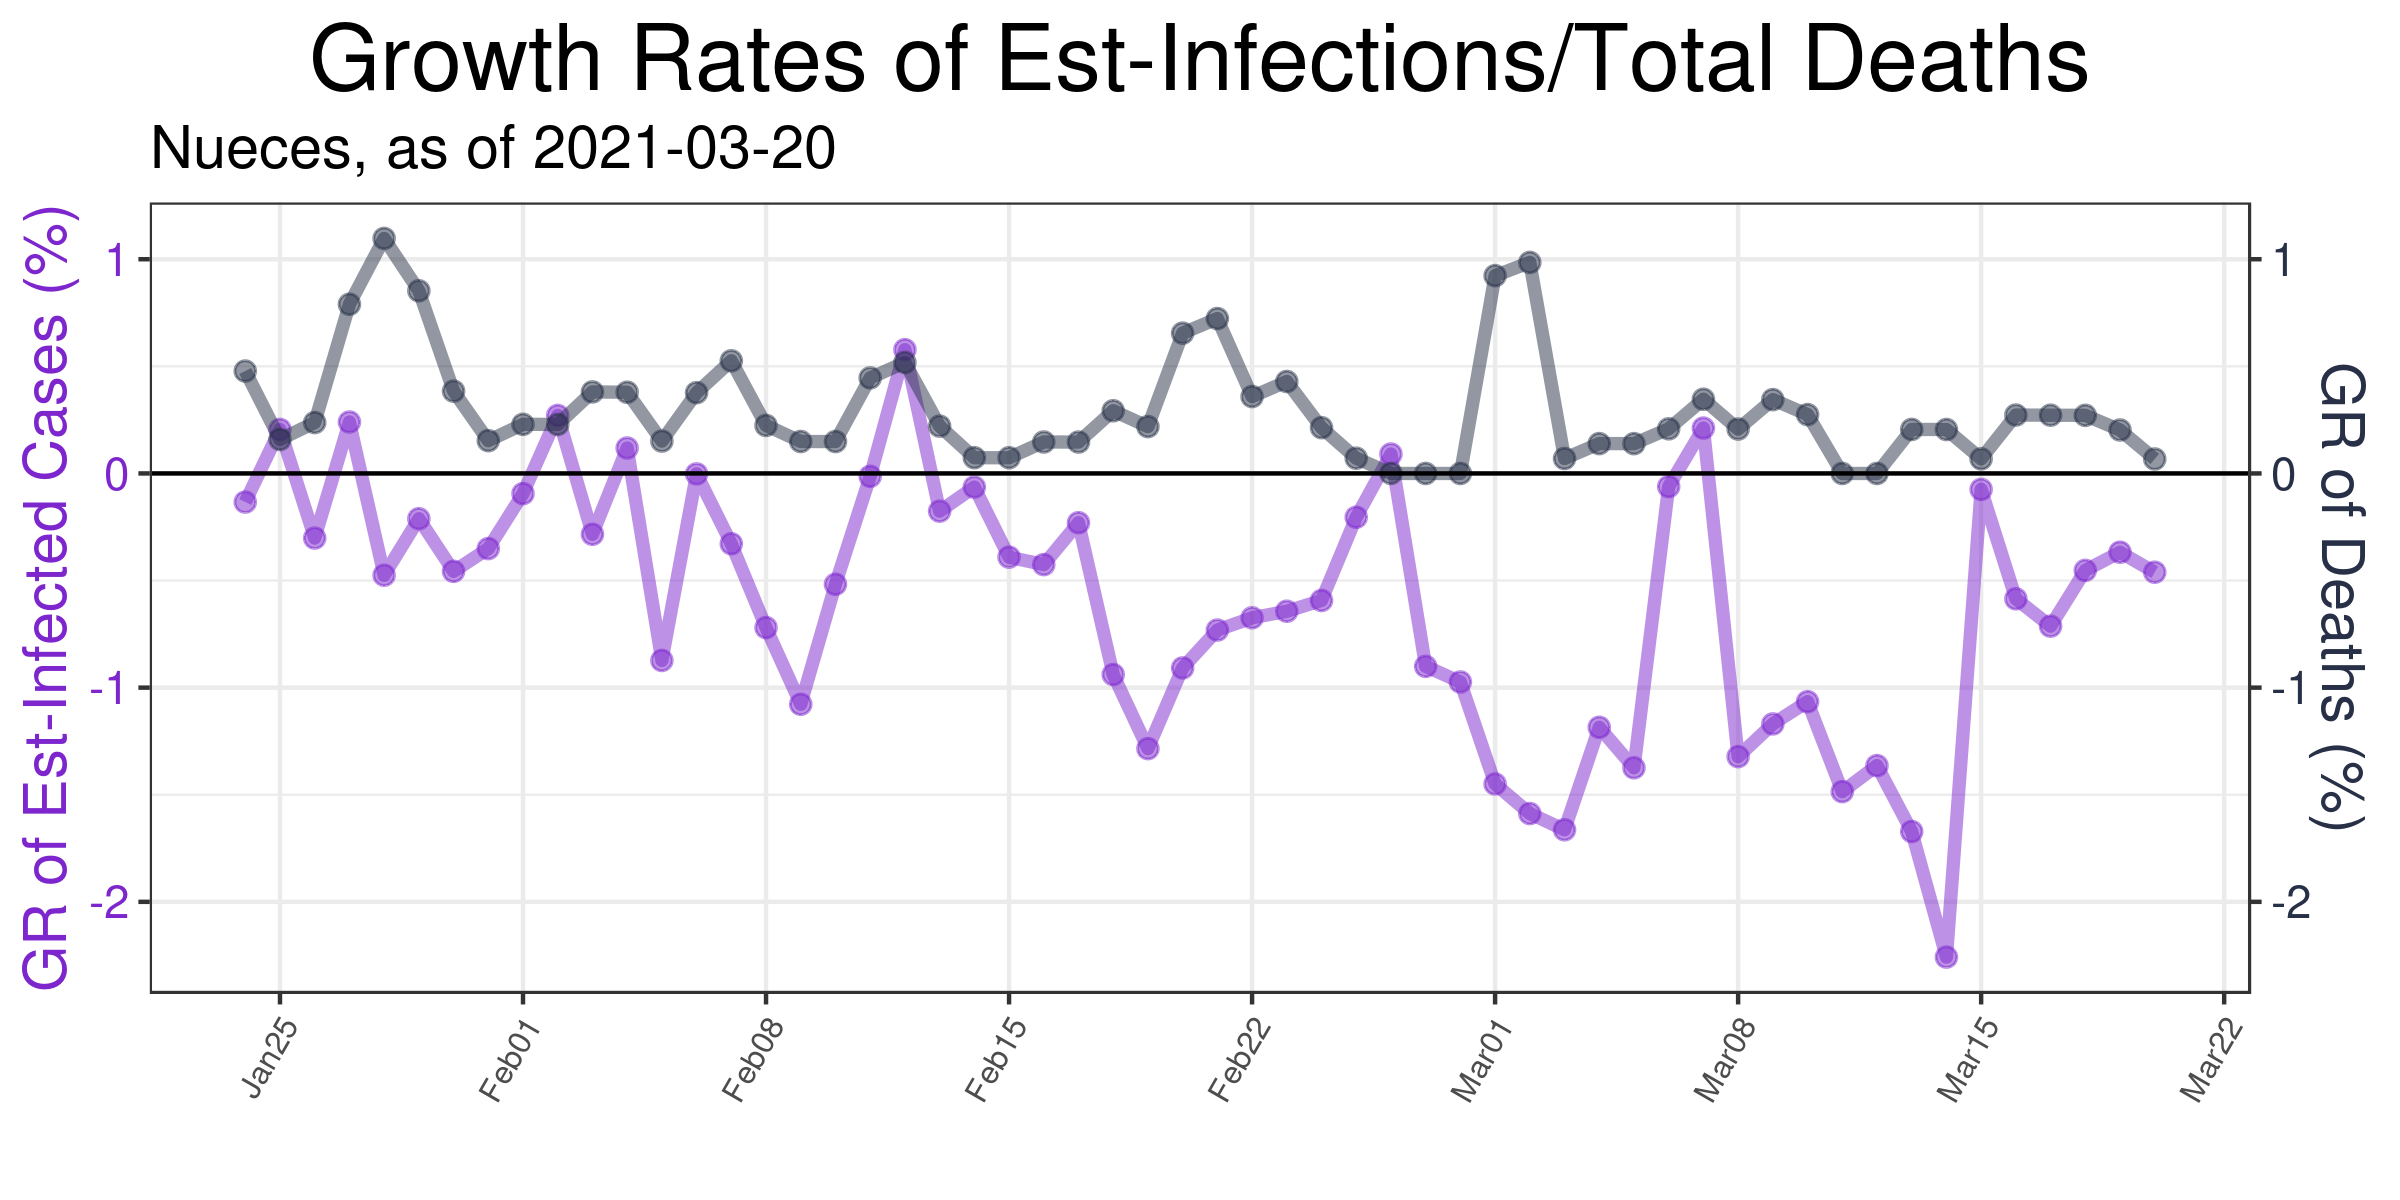 Growth Rates of Est-Infections/Total Deaths
Nueces, as of 2021-03-20
GR of Est-Infected Cases (%)
1
0
-1
-2
1
0
-1
-2
GR of Deaths (%)
Jan25
Feb01
Feb08
Feb15
Feb22
Mar01
Mar08
Mar15
Mar22